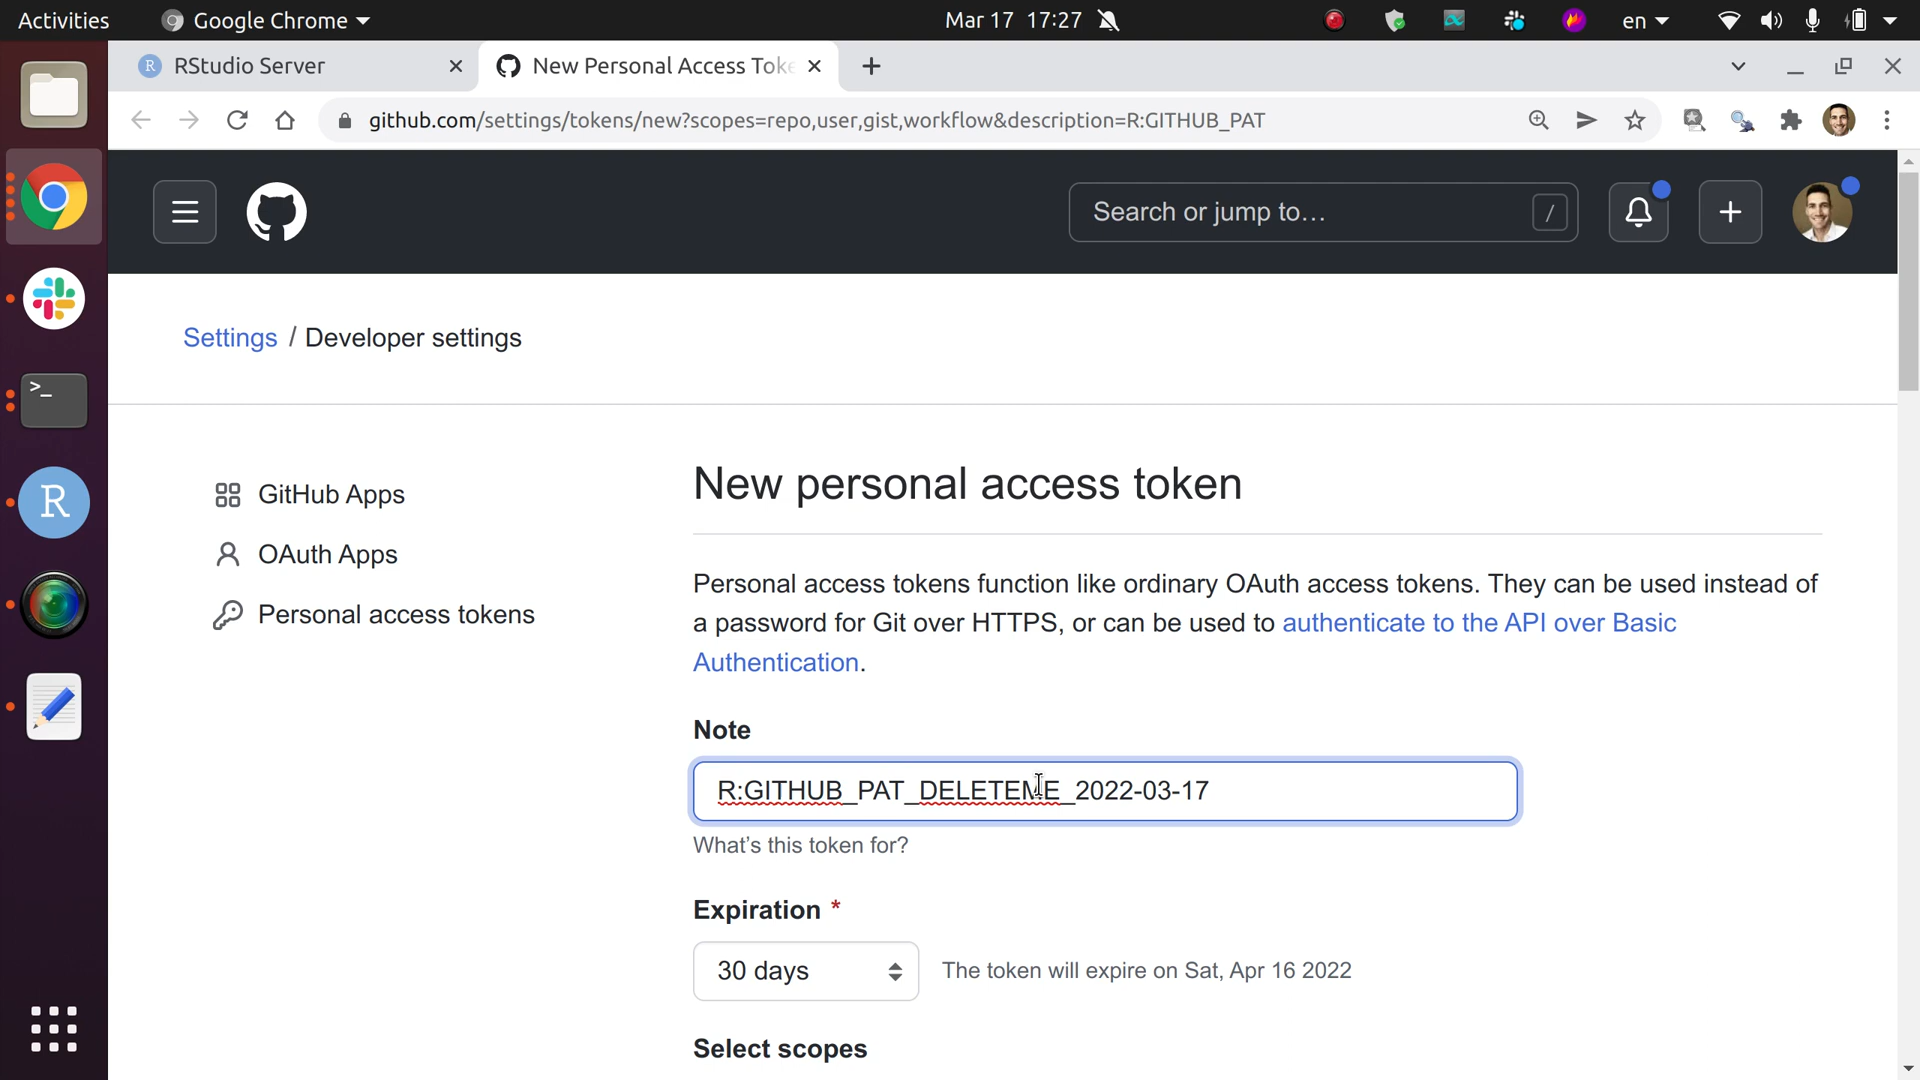 Activities
Google Chrome
Mar 17 17:27
en
R
RStudio Server
New Personal Access Toke
github.com/settings/tokens/new?scopes=repo,user,gist,workflow&description=R:GITHUB_PAT
Search or jump to…
/
Settings / Developer settings
GitHub Apps
OAuth Apps
Personal access tokens
>_
R
New personal access token
Personal access tokens function like ordinary OAuth access tokens. They can be used instead of
a password for Git over HTTPS, or can be used to authenticate to the API over Basic
Authentication.
Note
R:GITHUB_PAT_DELETEME_2022-03-17
What's this token for?
Expiration *
30 days
The token will expire on Sat, Apr 16 2022
Select scopes